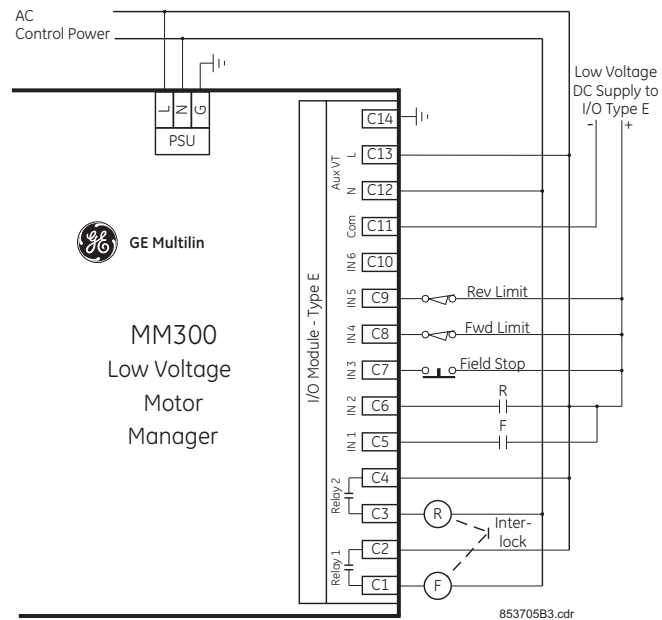 AC
Control Power
L
N
G
PSU
Low Voltage
DC Supply to
I/O Type E
-
+
GE
GE Multilin
MM300
Low Voltage
Motor
Manager
I/O Module - Type E
C14
Aux VT
L
C13
N
C12
Com
C11
IN 6
C10
IN 5
C9
Rev Limit
IN 4
C8
Fwd Limit
IN 3
C7
Field Stop
IN 2
C6
R
IN 1
C5
F
Relay 2
C4
C3
R
Inter-
lock
Relay 1
C2
C1
F
853705B3.cdr